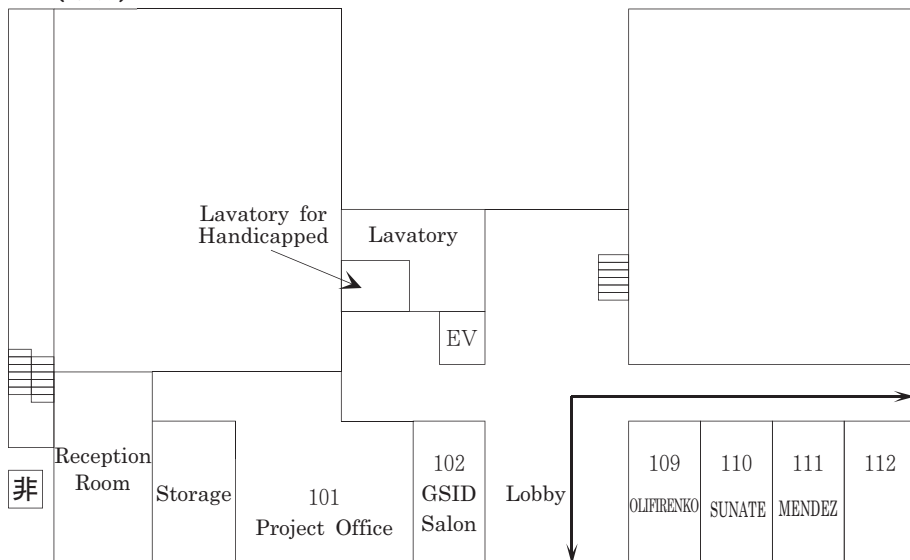 Lavatory for
Handicapped
Lavatory
EV
Reception
Room
非
Storage
101
Project Office
102
GSID
Salon
Lobby
109
OLIFIRENKO
110
SUNATE
111
MENDEZ
112